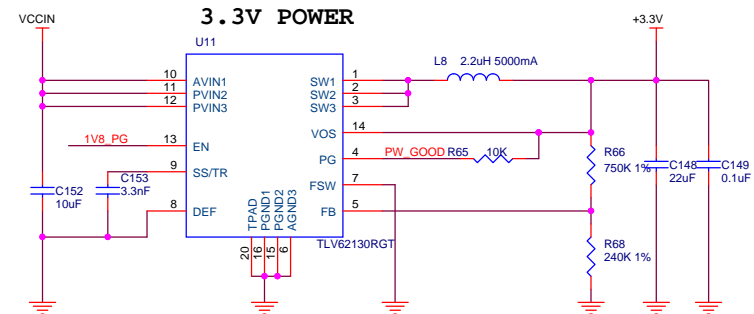 3.3V POWER
VCCIN
+3.3V
U11
L8 2.2uH 5000mA
10 AVIN1
11 PVIN2
12 PVIN3
SW1 1
SW2 2
SW3 3
VOS 14
1V8_PG 13 EN
PG 4 PW_GOOD R65 10K
9 SS/TR
FSW 7
C153
3.3nF
C152
10uF
8 DEF
FB 5
R66
750K 1%
C148
22uF
C149
0.1uF
TPAD
PGND1
PGND2
AGND3
20
16
15
6
TLV62130RGT
R68
240K 1%